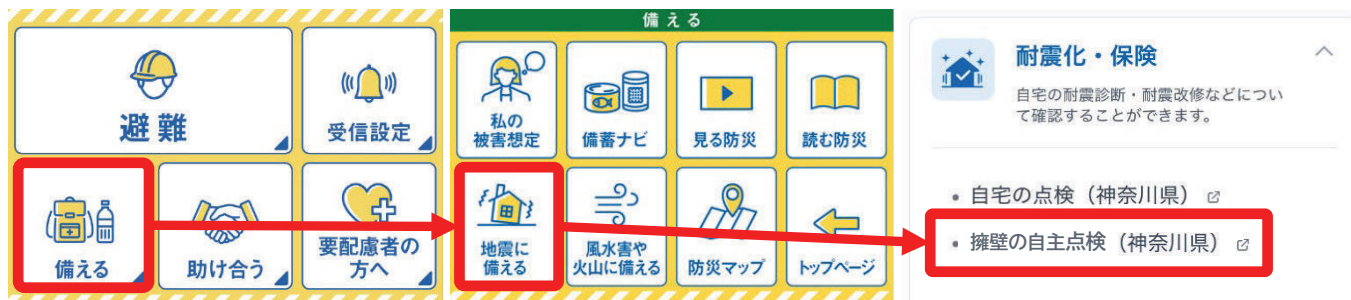 避難
受信設定
備える
助け合う
要配慮者の
方へ
備える
私の
被害想定
備蓄ナビ
見る防災
読む防災
地震に
備える
風水害や
火山に備える
防災マップ
トップページ
耐震化・保険
自宅の耐震診断・耐震改修などについ
て確認することができます。
• 自宅の点検（神奈川県）
• 擁壁の自主点検（神奈川県）